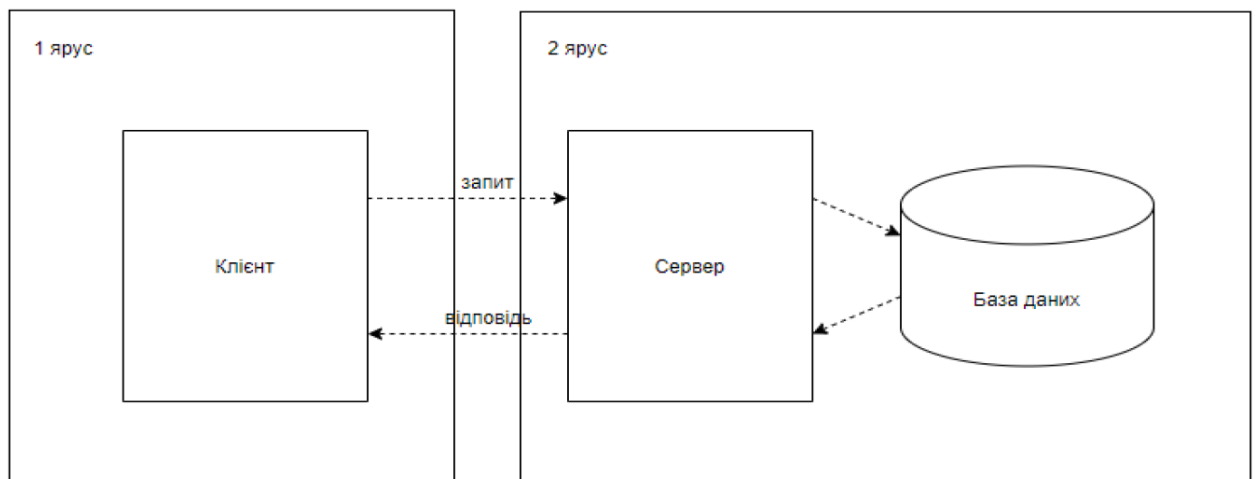 1 ярус
2 ярус
запит
Клієнт
Сервер
База даних
відповідь